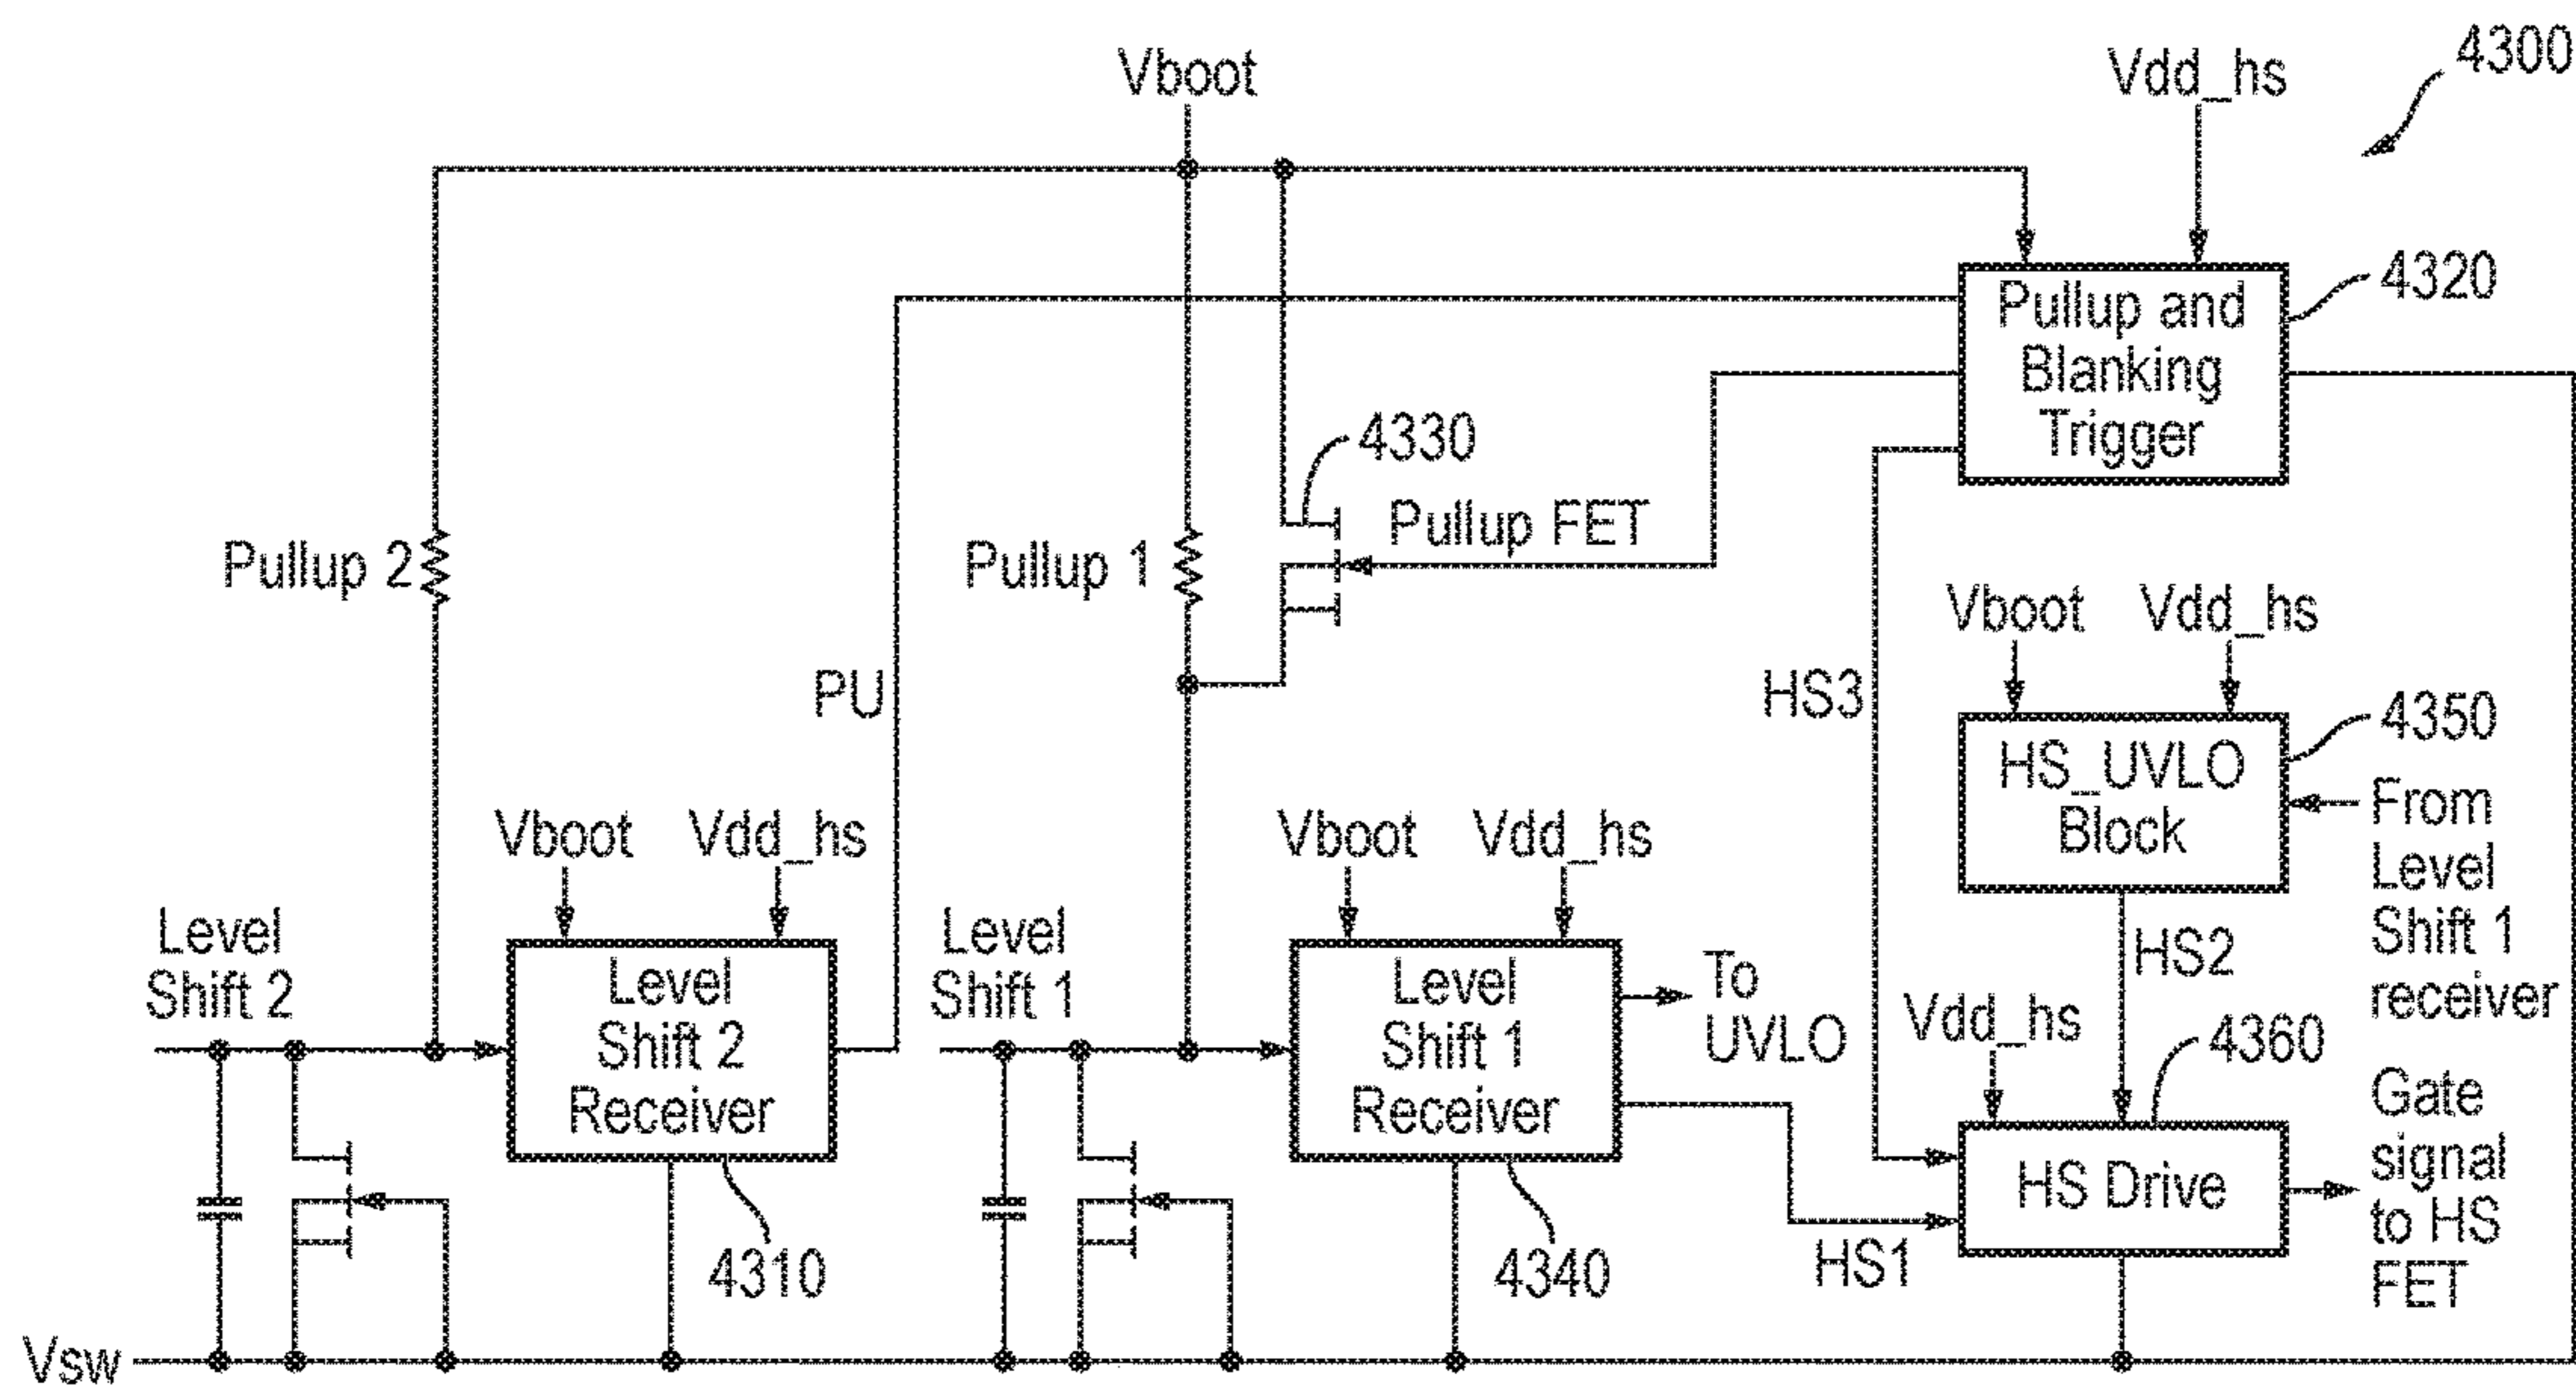 4300
Vboot
Vdd_hs
Pullup and
Blanking
Trigger
4320
4330
Pullup FET
Pullup 2
Pullup 1
PU
HS3
Vboot
Vdd_hs
HS_UVLO
Block
4350
From
Level
Shift 1
receiver
HS2
Vboot
Vdd_hs
Level
Shift 2
Level
Shift 2
Receiver
4310
Vboot
Vdd_hs
Level
Shift 1
Level
Shift 1
Receiver
4340
To
UVLO
HS1
Vdd_hs
4360
HS Drive
Gate
signal
to HS
FET
Vsw